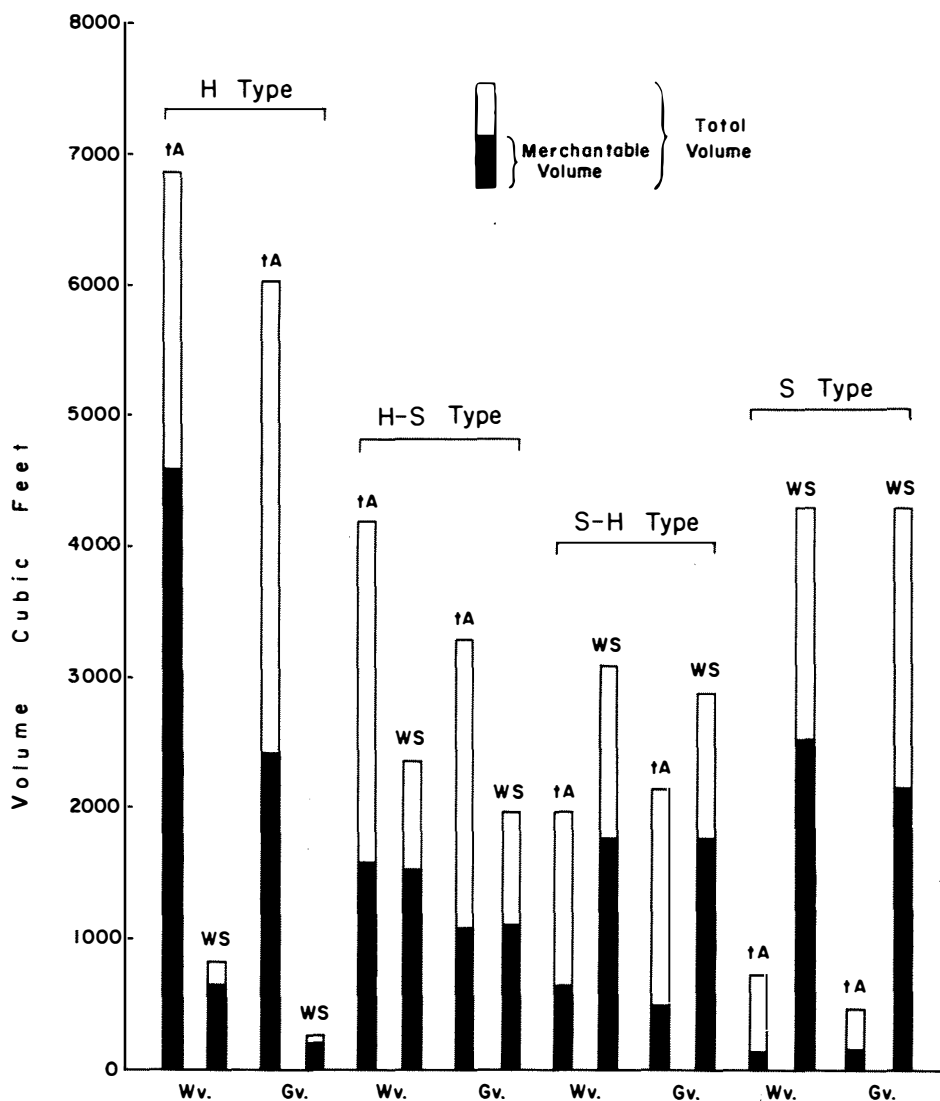 8000
H Type
Total
Volume
Merchantable
Volume
7000
tA
6000
tA
5000
H-S Type
S Type
tA
WS
WS
4000
S-H Type
3000
tA
WS
WS
WS
tA
2000
WS
tA
1000
WS
tA
tA
WS
0
Volume Cubic Feet
Wv. Gv. Wv. Gv. Wv. Gv. Wv. Gv.